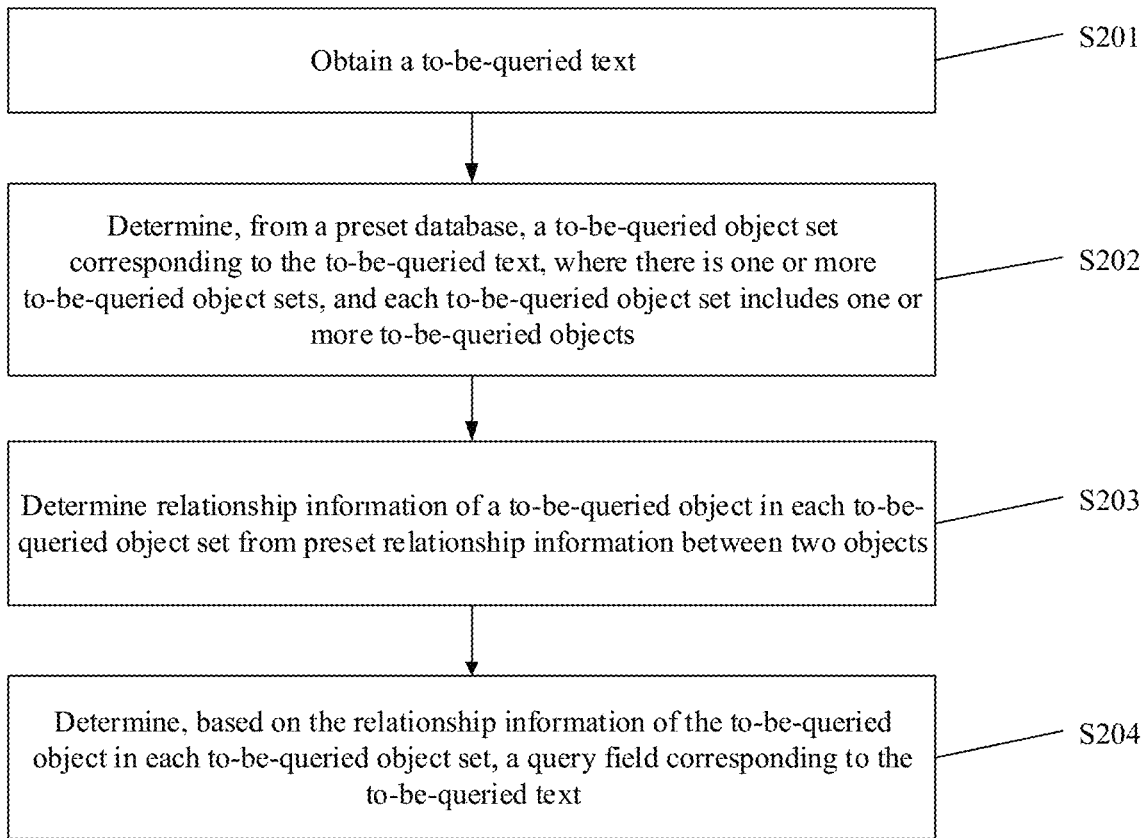 Obtain a to-be-queried text
S201
Determine, from a preset database, a to-be-queried object set
corresponding to the to-be-queried text, where there is one or more
to-be-queried object sets, and each to-be-queried object set includes one or
more to-be-queried objects
S202
Determine relationship information of a to-be-queried object in each to-be-
queried object set from preset relationship information between two objects
S203
Determine, based on the relationship information of the to-be-queried
object in each to-be-queried object set, a query field corresponding to the
to-be-queried text
S204